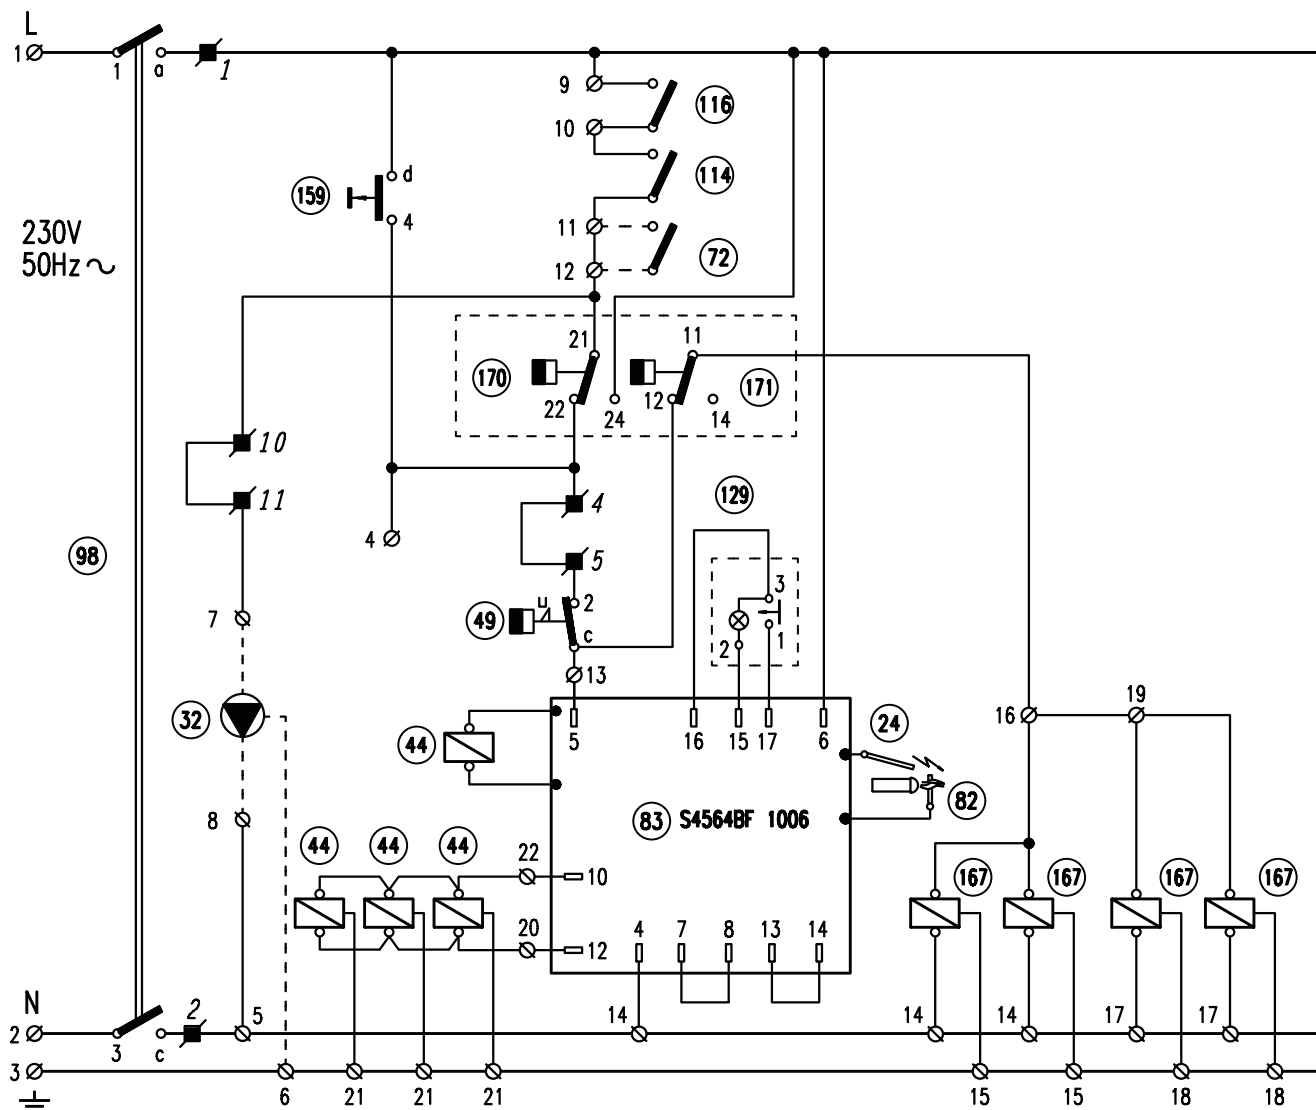 L
1
1 a 1
9
116
10
159 d
114
4
230V
50Hz
11
72
12
21 11
170 171
22 24 12 14
10
11
129
4
4
98
5
3
49 2
c 2 1
13
7
16 19
32 44 5 16 15 17 6 24
8 83 S4564BF 1006 82
44 44 44 22 10 167 167 167 167
20 12 4 7 8 13 14
N 2
2 3 c 5 14 14 14 17 17
3
6 21 21 21 15 15 18 18